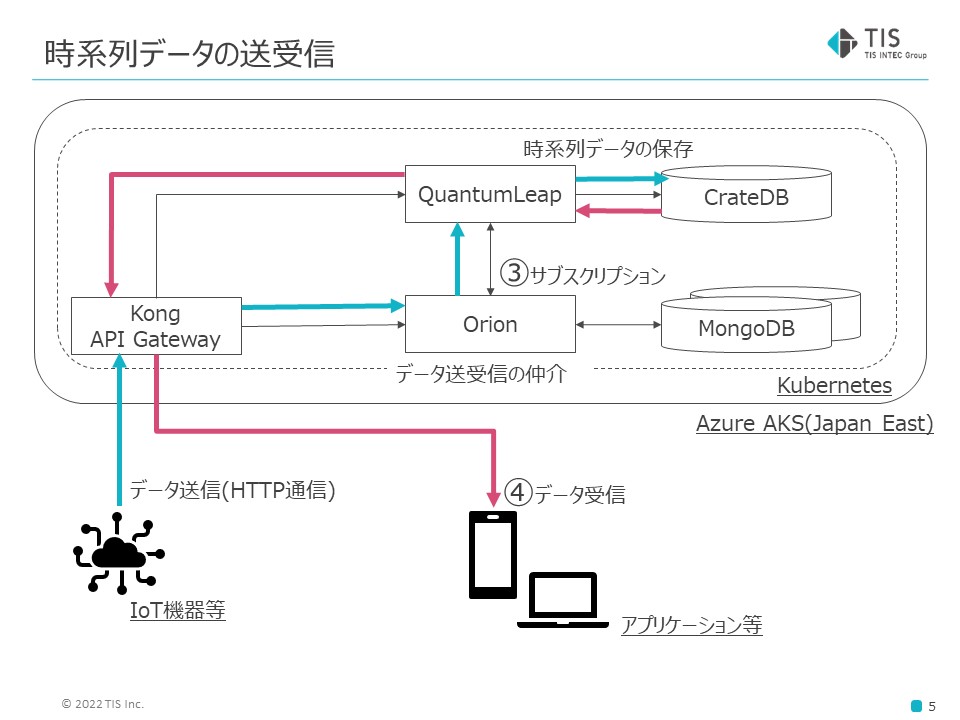 時系列データの送受信
TIS
TIS INTEC Group
時系列データの保存
QuantumLeap
CrateDB
③サブスクリプション
Kong
API Gateway
Orion
MongoDB
データ送受信の仲介
Kubernetes
Azure AKS(Japan East)
データ送信(HTTP通信)
④データ受信
IoT機器等
アプリケーション等
© 2022 TIS Inc.
5